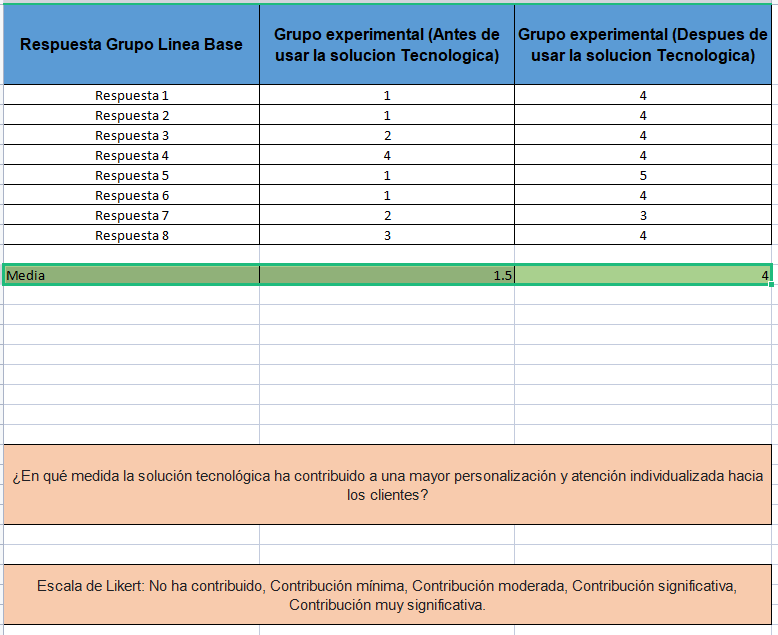 Respuesta Grupo Linea Base	Grupo experimental (Antes de usar la solucion Tecnologica)	Grupo experimental (Despues de usar la solucion Tecnologica)
Respuesta 1	1	4
Respuesta 2	1	4
Respuesta 3	2	4
Respuesta 4	4	4
Respuesta 5	1	5
Respuesta 6	1	4
Respuesta 7	2	3
Respuesta 8	3	4
Media	1.5	4
¿En qué medida la solución tecnológica ha contribuido a una mayor personalización y atención individualizada hacia
los clientes?
Escala de Likert: No ha contribuido, Contribución mínima, Contribución moderada, Contribución significativa,
Contribución muy significativa.